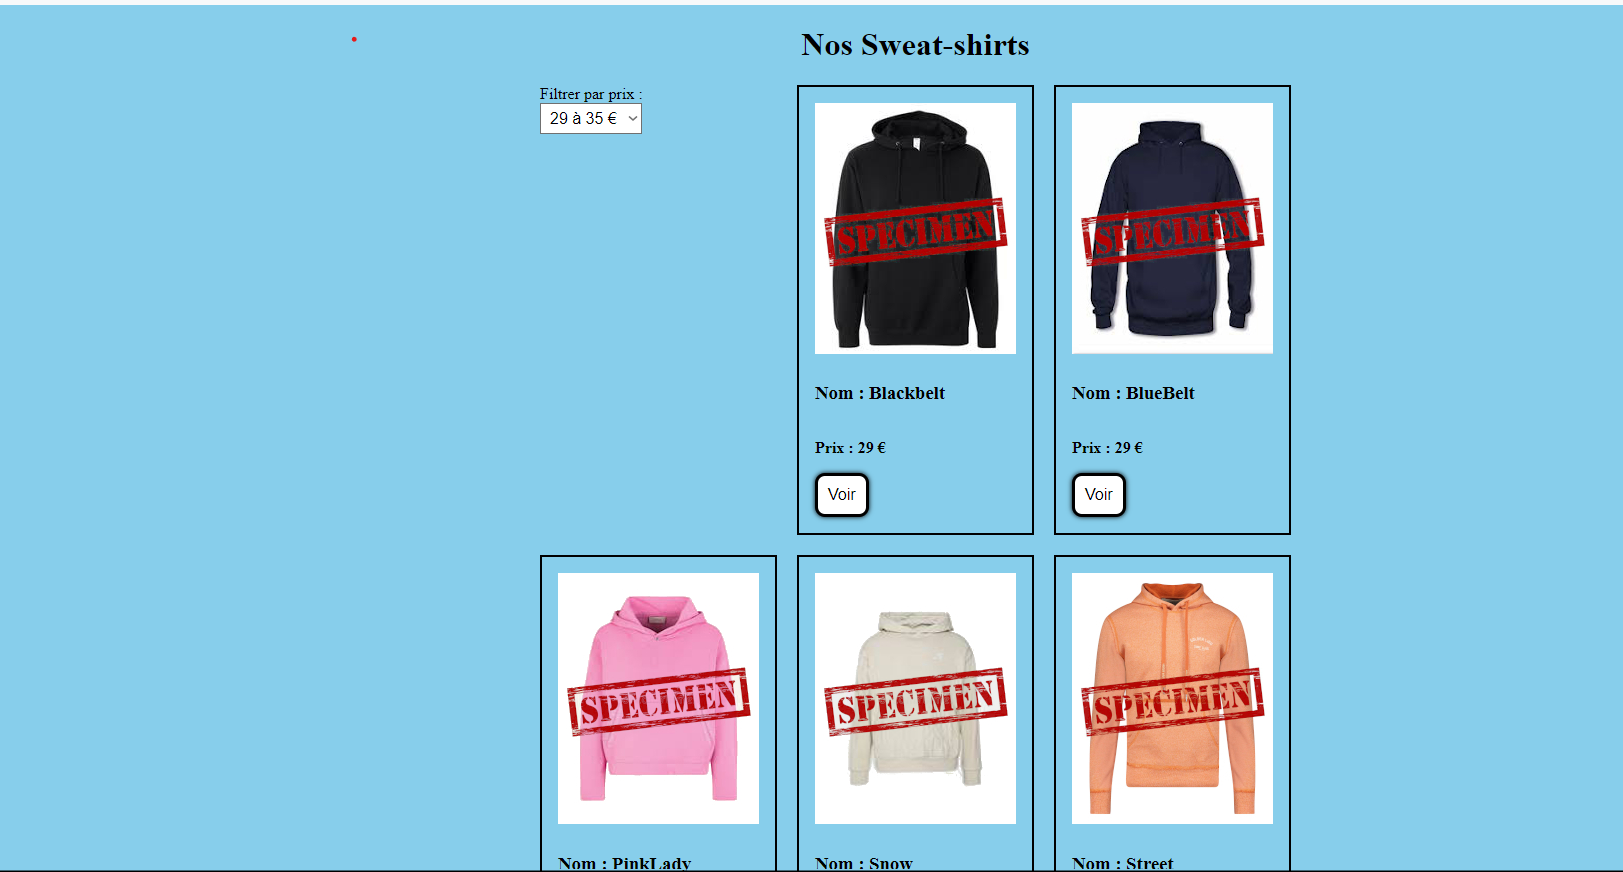 Nos Sweat-shirts
Filtrer par prix :
29 à 35 €
SPECIMEN
SPECIMEN
Nom : Blackbelt
Nom : BlueBelt
Prix : 29 €
Prix : 29 €
Voir
Voir
SPECIMEN
SPECIMEN
SPECIMEN
Nom : PinkLady
Nom : Snow
Nom : Street